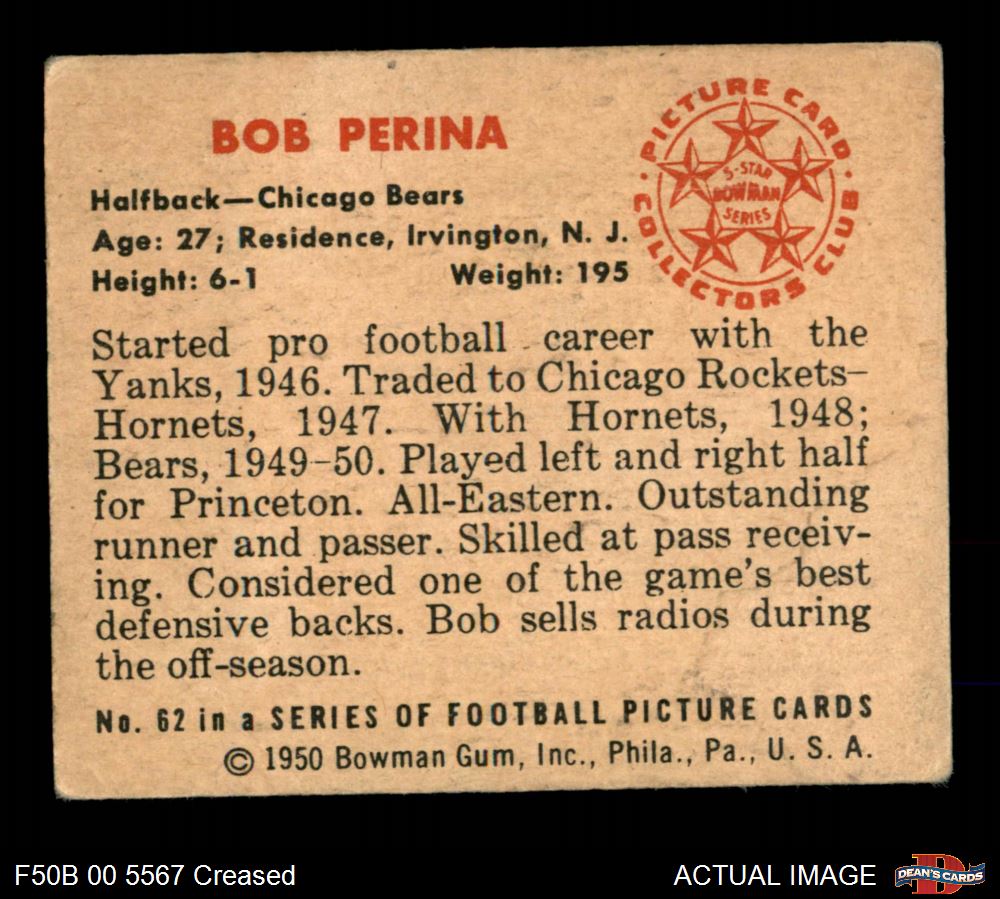 BOB PERINA
Halfback—Chicago Bears
Age: 27; Residence, Irvington, N. J.
Height: 6-1 Weight: 195
PICTURE CARD
COLLECTORS CLUB
5-STAR
BOWMAN
SERIES
Started pro football career with the
Yanks, 1946. Traded to Chicago Rockets–
Hornets, 1947. With Hornets, 1948;
Bears, 1949–50. Played left and right half
for Princeton. All-Eastern. Outstanding
runner and passer. Skilled at pass receiv-
ing. Considered one of the game's best
defensive backs. Bob sells radios during
the off-season.
No. 62 in a SERIES OF FOOTBALL PICTURE CARDS
© 1950 Bowman Gum, Inc., Phila., Pa., U. S. A.
F50B 00 5567 Creased
ACTUAL IMAGE
D
DEAN'S CARDS